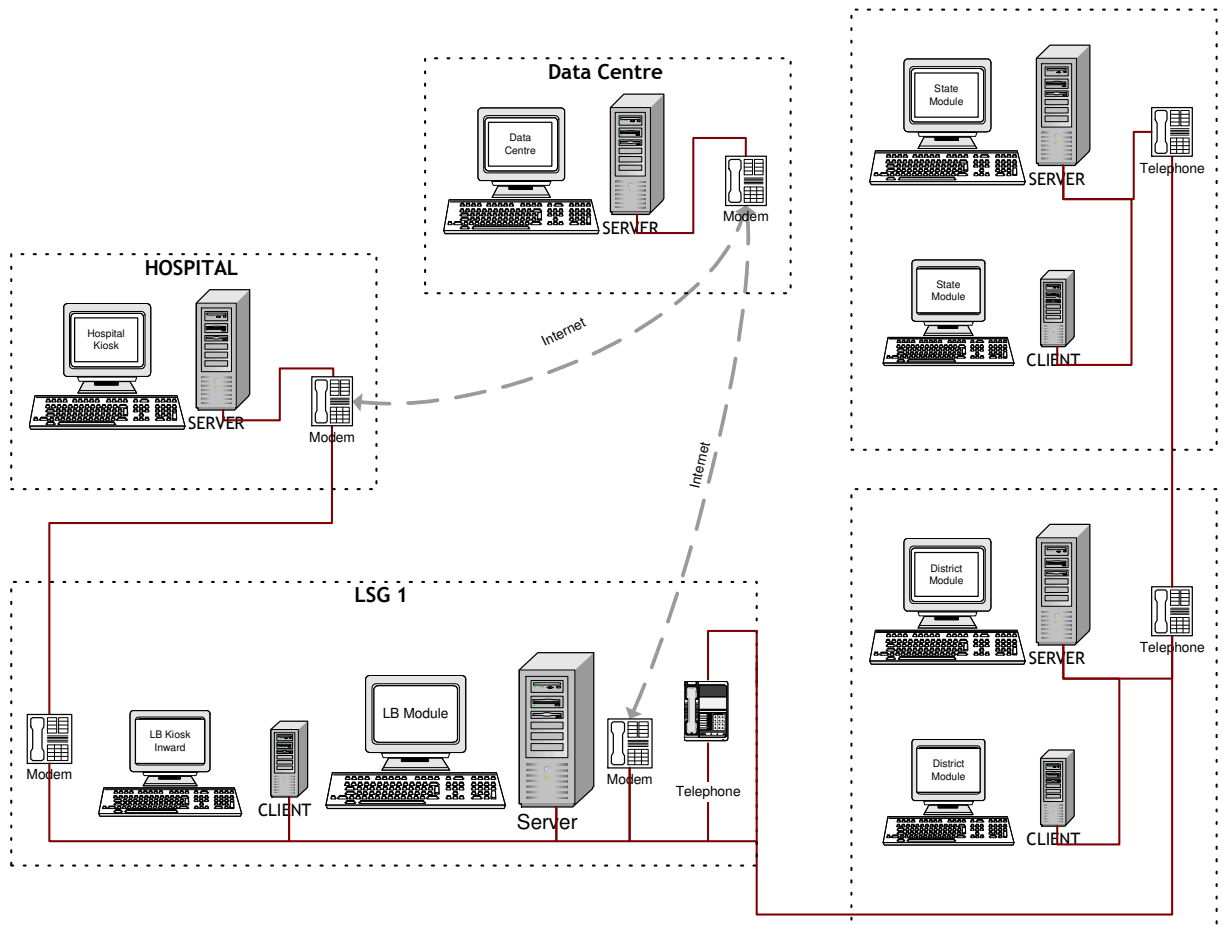 Data Centre
Data
Centre
SERVER
Modem
HOSPITAL
Hospital
Kiosk
SERVER
Modem
Internet
Internet
State
Module
SERVER
Telephone
State
Module
CLIENT
District
Module
SERVER
Telephone
District
Module
CLIENT
LSG 1
Modem
LB Kiosk
Inward
CLIENT
LB Module
Server
Modem
Telephone